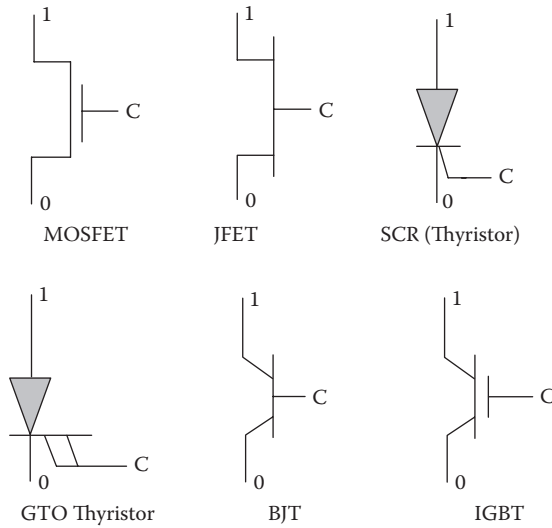 1 1 1
C C
C
0 0 0
MOSFET JFET SCR (Thyristor)
1 1 1
C C
C
0 0 0
GTO Thyristor BJT IGBT